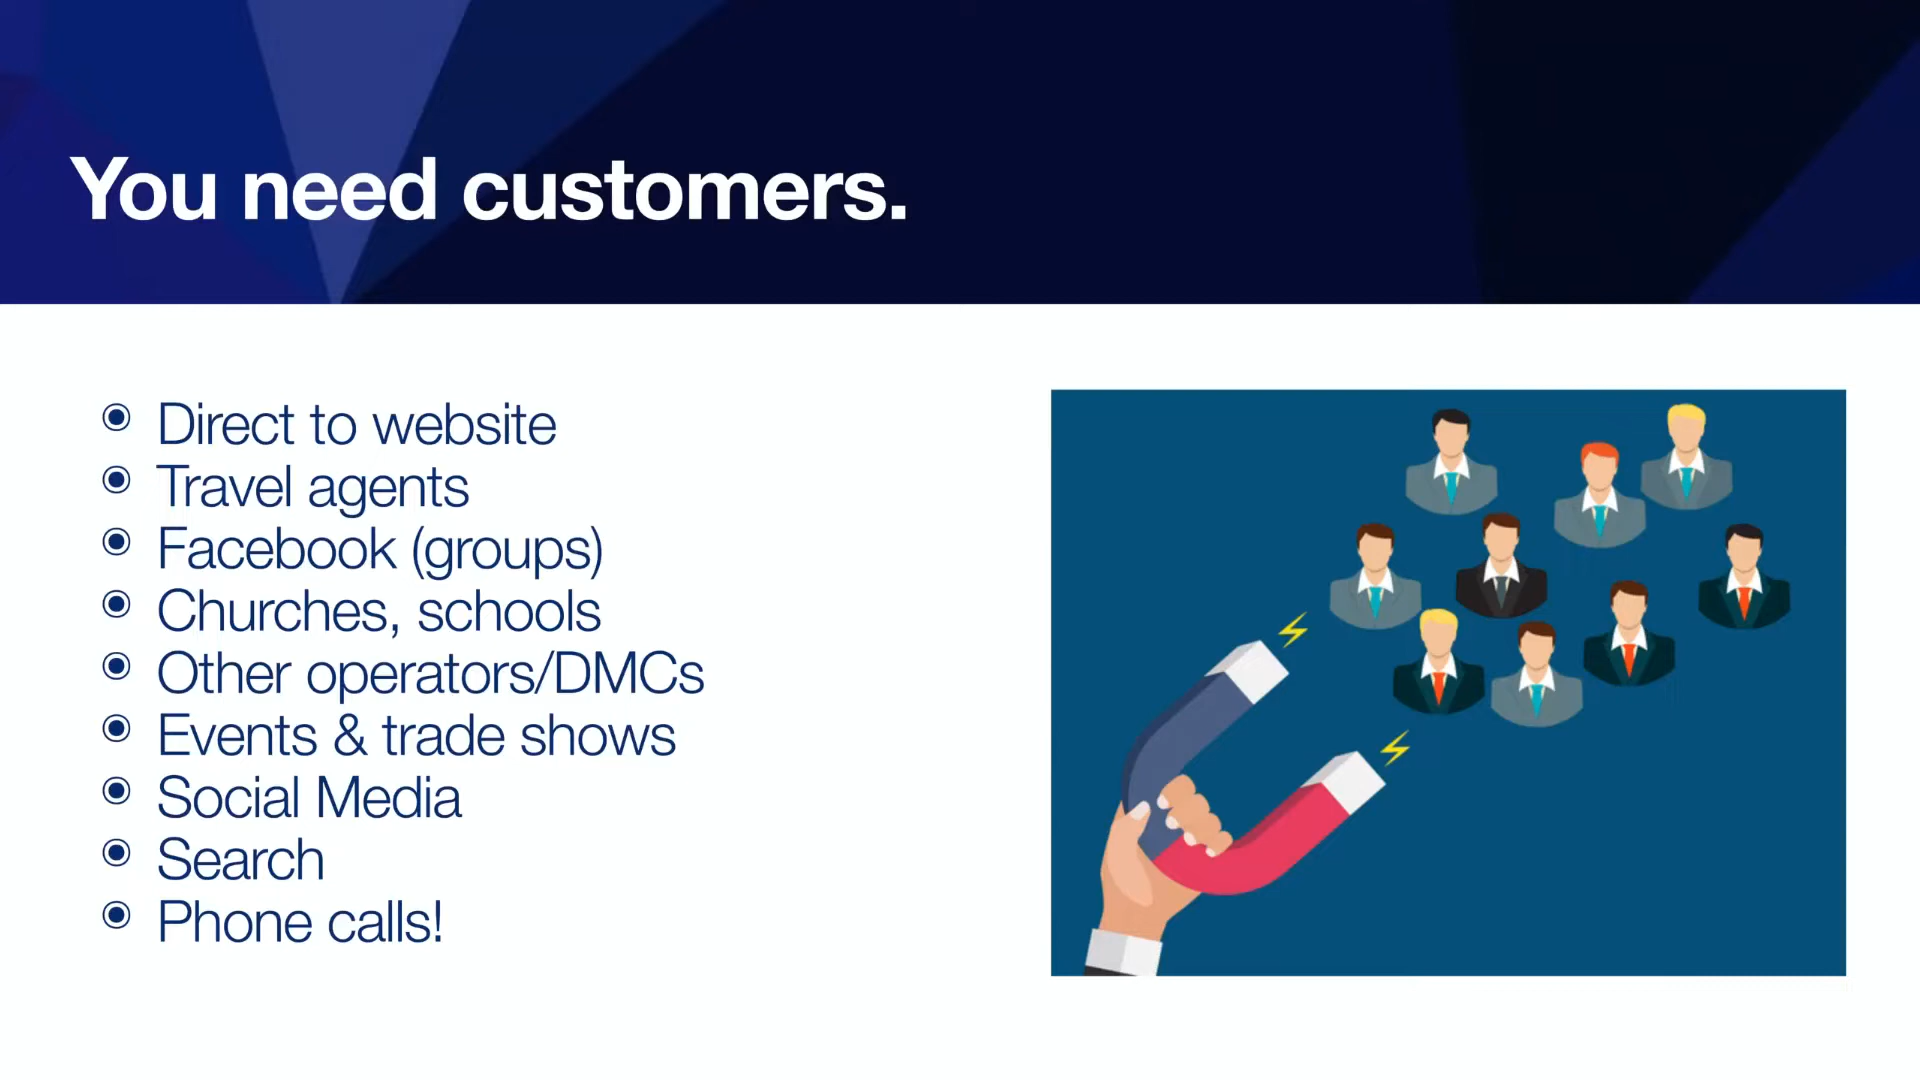 You need customers.
Direct to website
Travel agents
Facebook (groups)
Churches, schools
Other operators/DMCs
Events & trade shows
Social Media
Search
Phone calls!